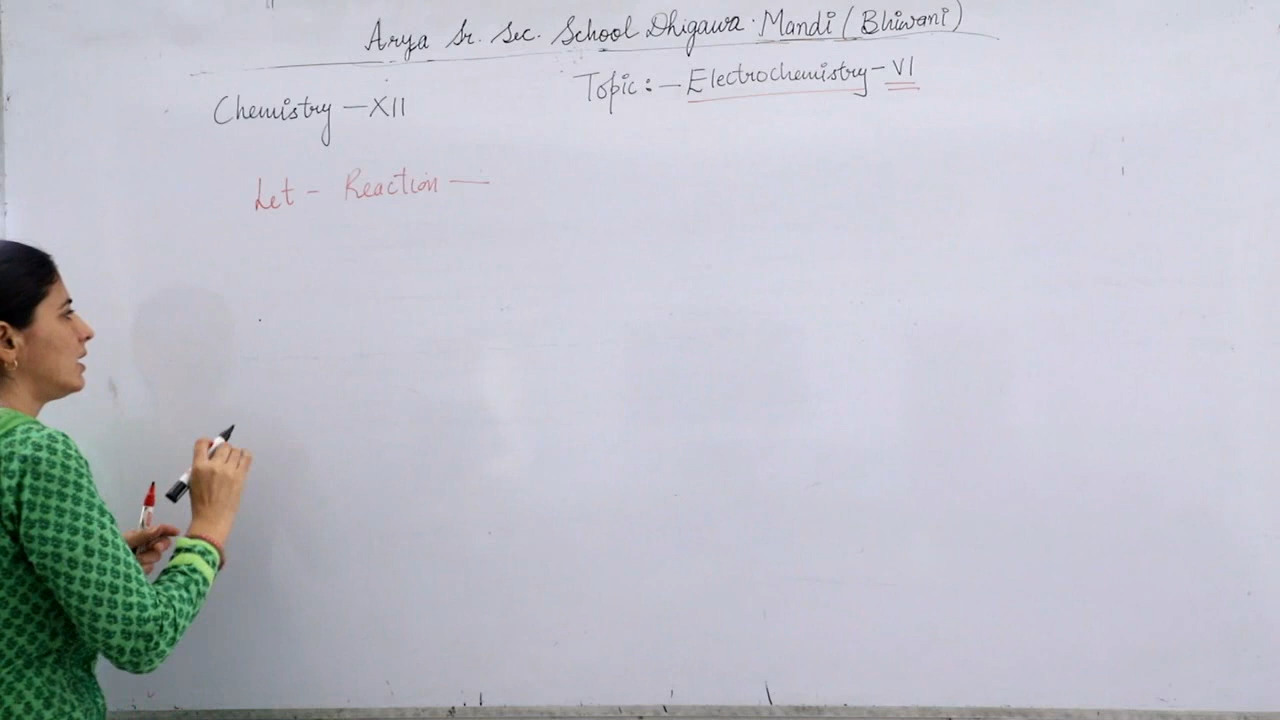 Arya Sr. Sec. School Dhigawa Mandi (Bhiwani)
Chemistry — XII
Topic :— Electrochemistry - VI
Let - Reaction —